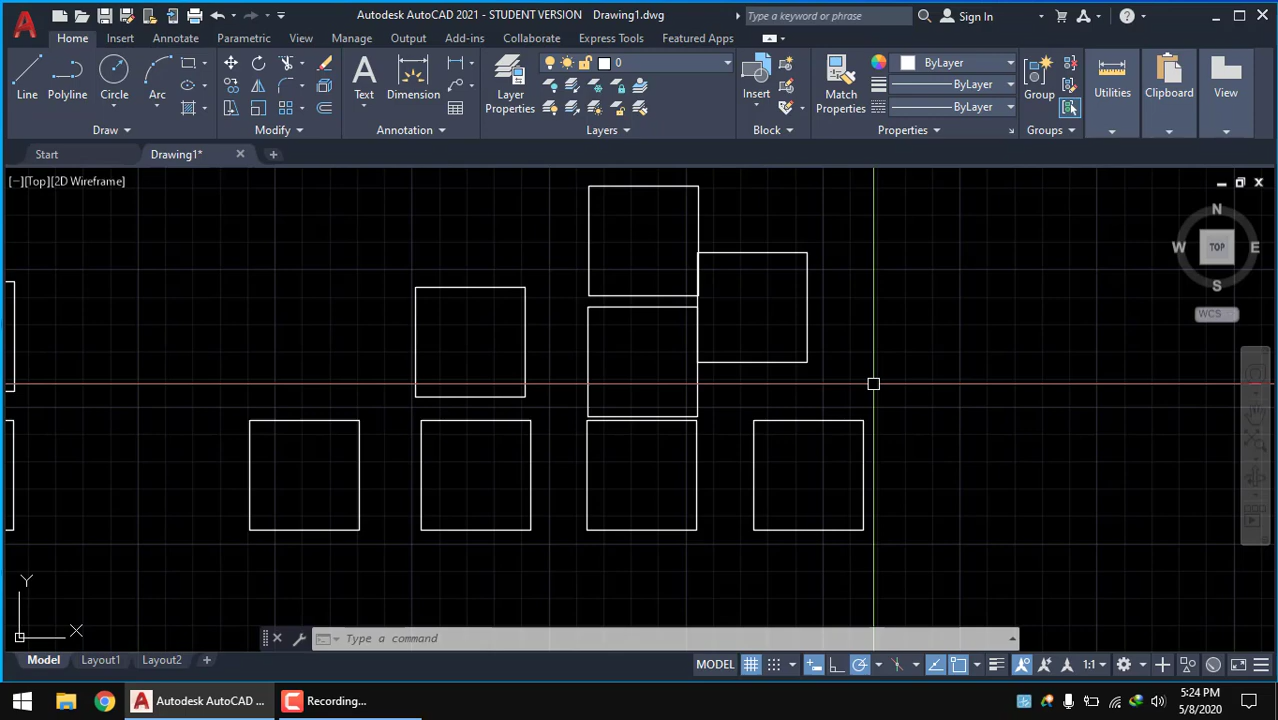 Autodesk AutoCAD 2021 - STUDENT VERSION Drawing1.dwg
Type a keyword or phrase
Sign In
Home Insert Annotate Parametric View Manage Output Add-ins Collaborate Express Tools Featured Apps
Line Polyline Circle Arc
Draw
Modify
Text Dimension
Annotation
Layer
Properties
0
Layers
Insert
Block
Match
Properties
ByLayer
ByLayer
ByLayer
Properties
Group
Groups
Utilities
Clipboard
View
Start Drawing1*
[−][Top][2D Wireframe]
N
W TOP E
S
WCS
Y
X
Type a command
Model Layout1 Layout2
MODEL
1:1
Autodesk AutoCAD ...
Recording...
5:24 PM
5/8/2020